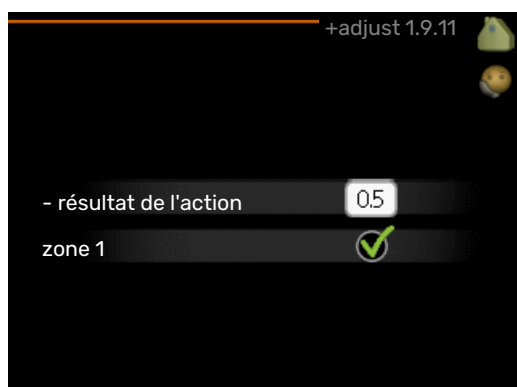 +adjust 1.9.11
- résultat de l'action 0.5
zone 1